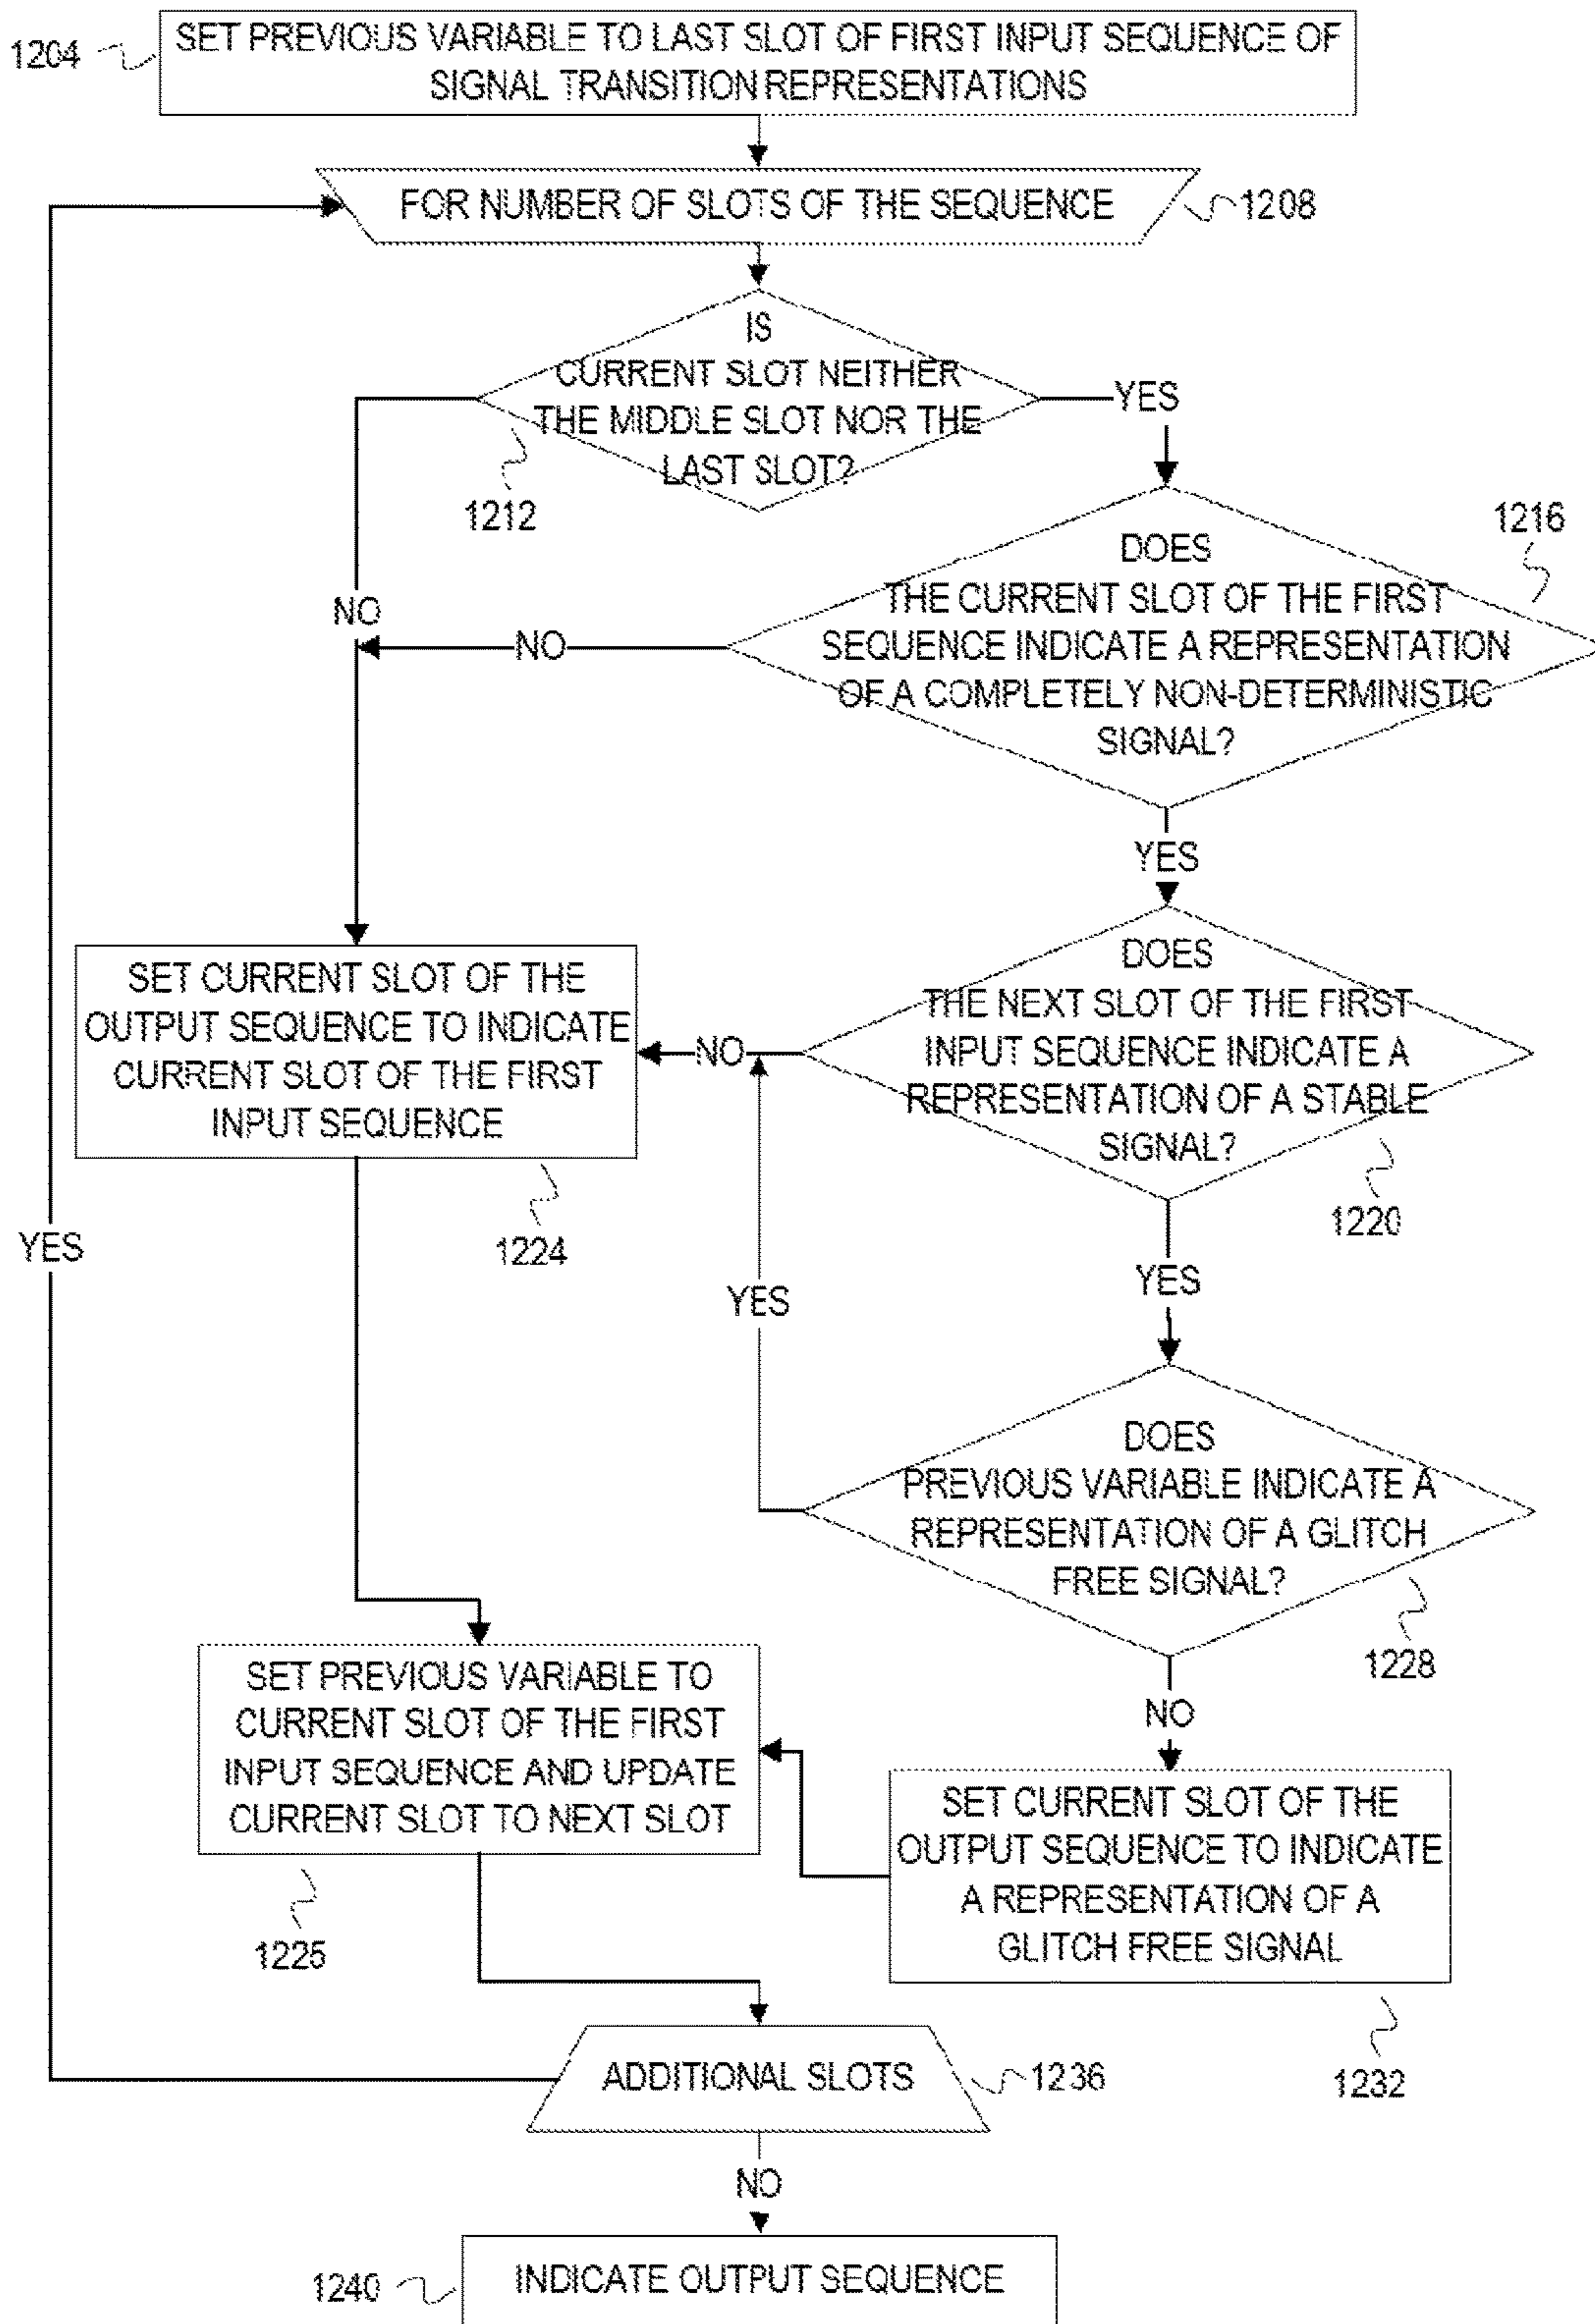 1204
SET PREVIOUS VARIABLE TO LAST SLOT OF FIRST INPUT SEQUENCE OF
SIGNAL TRANSITION REPRESENTATIONS
FOR NUMBER OF SLOTS OF THE SEQUENCE
1208
IS
CURRENT SLOT NEITHER
THE MIDDLE SLOT NOR THE
LAST SLOT?
1212
YES
NO
1216
DOES
THE CURRENT SLOT OF THE FIRST
SEQUENCE INDICATE A REPRESENTATION
OF A COMPLETELY NON-DETERMINISTIC
SIGNAL?
NO
YES
DOES
THE NEXT SLOT OF THE FIRST
INPUT SEQUENCE INDICATE A
REPRESENTATION OF A STABLE
SIGNAL?
1220
NO
SET CURRENT SLOT OF THE
OUTPUT SEQUENCE TO INDICATE
CURRENT SLOT OF THE FIRST
INPUT SEQUENCE
1224
YES
YES
YES
DOES
PREVIOUS VARIABLE INDICATE A
REPRESENTATION OF A GLITCH
FREE SIGNAL?
1228
NO
SET PREVIOUS VARIABLE TO
CURRENT SLOT OF THE FIRST
INPUT SEQUENCE AND UPDATE
CURRENT SLOT TO NEXT SLOT
1225
SET CURRENT SLOT OF THE
OUTPUT SEQUENCE TO INDICATE
A REPRESENTATION OF A
GLITCH FREE SIGNAL
1232
ADDITIONAL SLOTS
1236
NO
1240
INDICATE OUTPUT SEQUENCE